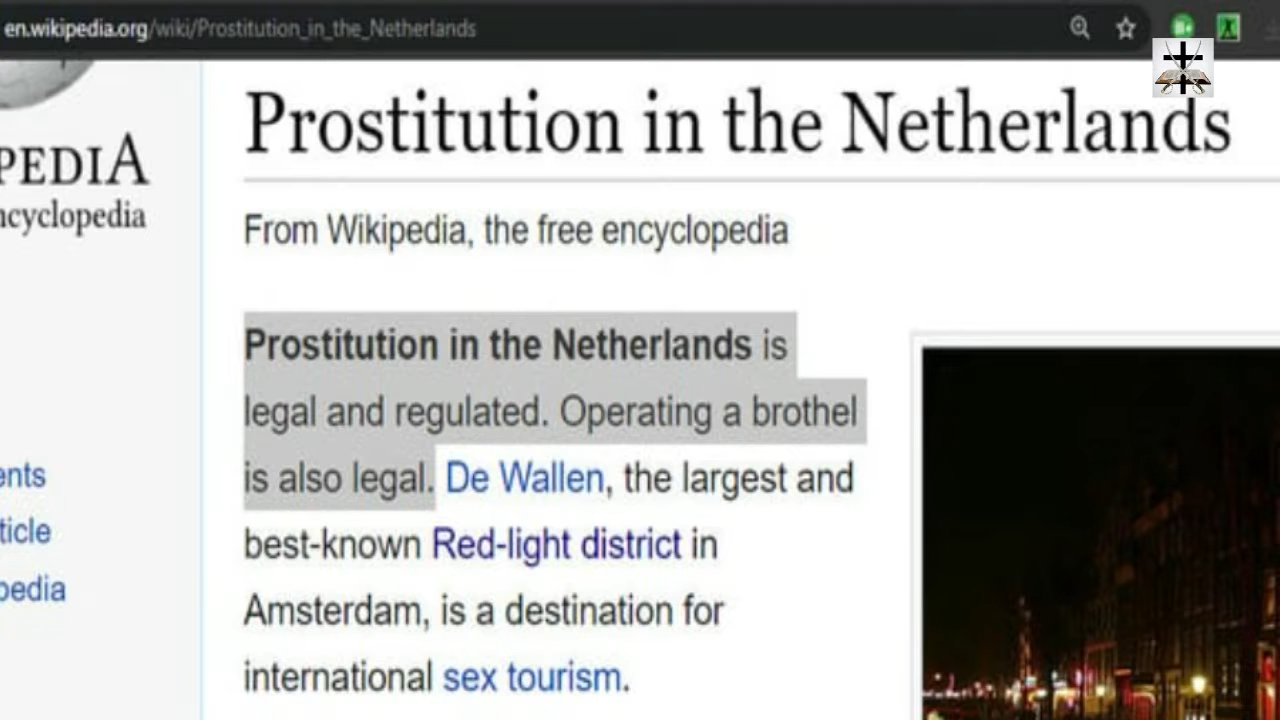 en.wikipedia.org/wiki/Prostitution_in_the_Netherlands
PEDIA
ncyclopedia
Prostitution in the Netherlands
From Wikipedia, the free encyclopedia
Prostitution in the Netherlands is
legal and regulated. Operating a brothel
is also legal. De Wallen, the largest and
best-known Red-light district in
Amsterdam, is a destination for
international sex tourism.
ents
ticle
pedia